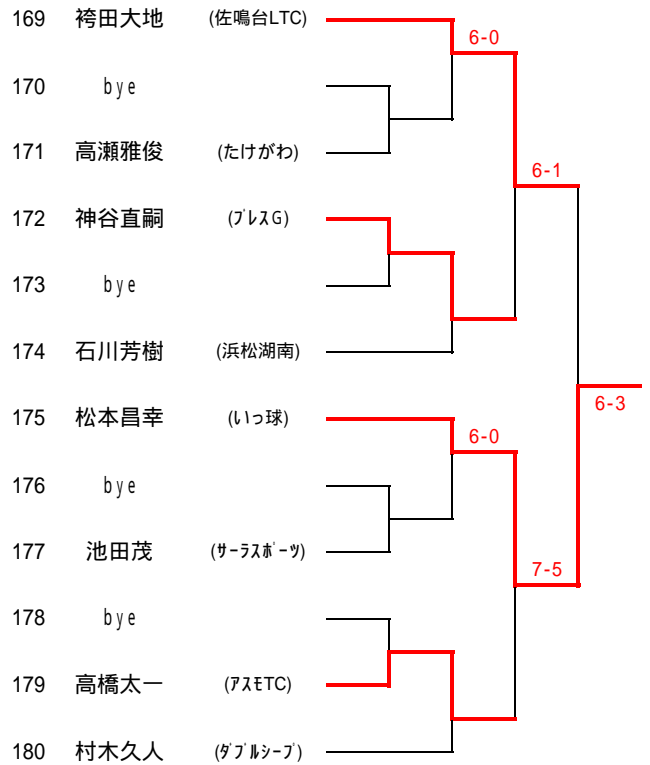 169 袴田大地 (佐鳴台LTC)
6-0
170 bye
171 高瀬雅俊 (たけがわ)
6-1
172 神谷直嗣 (ブレスG)
173 bye
174 石川芳樹 (浜松湖南)
6-3
175 松本昌幸 (いっ球)
6-0
176 bye
177 池田茂 (サーラスポーツ)
7-5
178 bye
179 高橋太一 (アスモTC)
180 村木久人 (ダブルシープ)